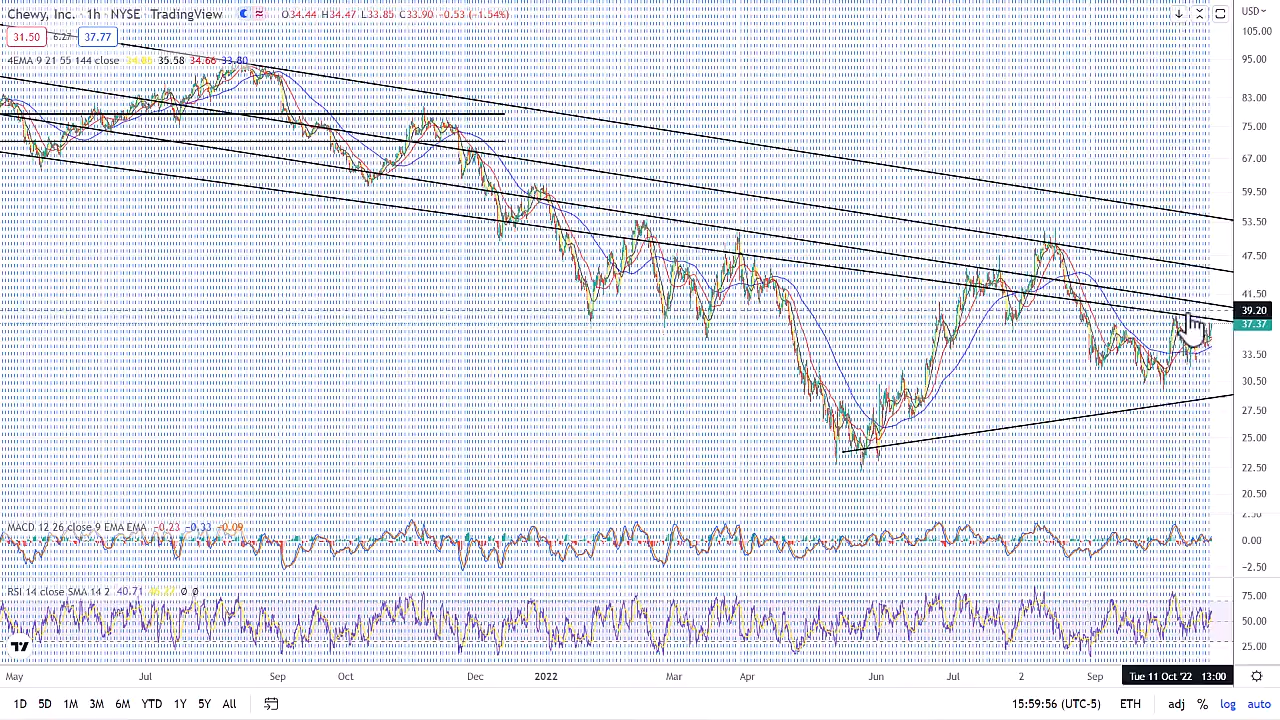 Chewy, Inc. · 1h · NYSE · TradingView O34.44 H34.47 L33.85 C33.90 −0.53 (−1.54%)
31.50 6.27 37.77
4EMA 9 21 55 144 close 35.58 34.66 33.80
USD
105.00
95.00
83.00
75.00
67.00
59.50
53.50
47.50
41.50
39.20
37.37
33.50
30.50
27.50
25.00
22.50
20.50
2.50
MACD 12 26 close 9 EMA EMA −0.23 −0.33 −0.09
0.00
−2.50
RSI 14 close SMA 14 2 40.71 Ø Ø
75.00
50.00
25.00
May Jul Sep Oct Dec 2022 Mar Apr Jun Jul 2 Sep Tue 11 Oct '22 13:00
1D 5D 1M 3M 6M YTD 1Y 5Y All 15:59:56 (UTC-5) ETH adj % log auto